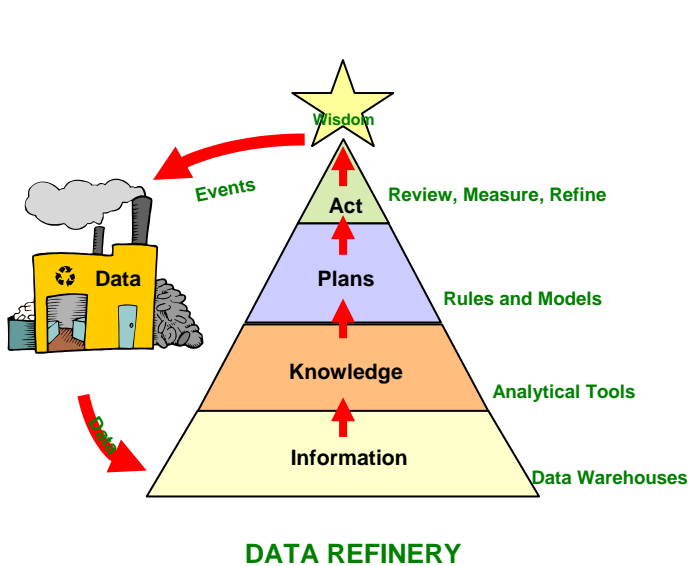 Wisdom
Events
Act
Review, Measure, Refine
Data
Plans
Rules and Models
Knowledge
Analytical Tools
Data
Information
Data Warehouses
DATA REFINERY